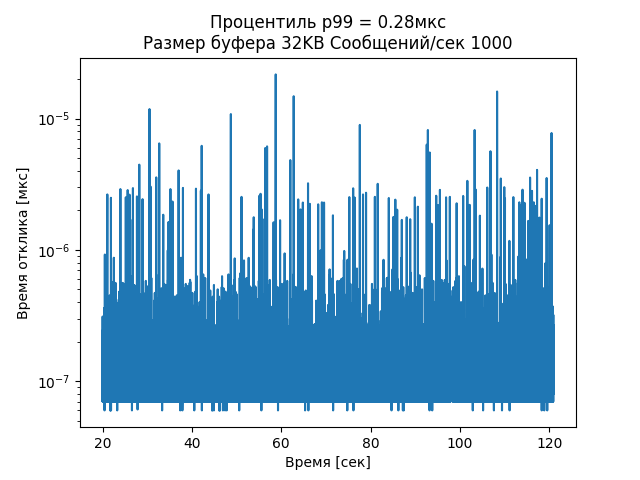 Процентиль p99 = 0.28мкс
Размер буфера 32KB Сообщений/сек 1000
Время отклика [мкс]
10⁻⁵
10⁻⁶
10⁻⁷
20 40 60 80 100 120
Время [сек]